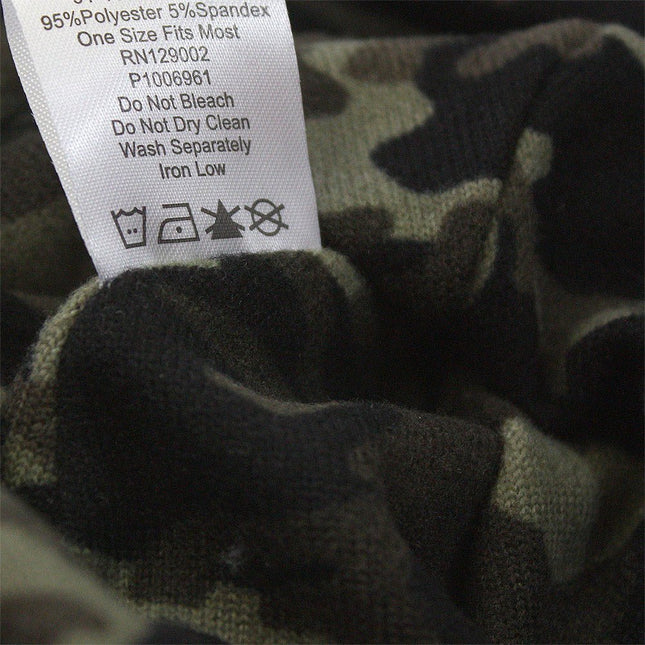 95%Polyester 5%Spandex
One Size Fits Most
RN129002
P1006961
Do Not Bleach
Do Not Dry Clean
Wash Separately
Iron Low